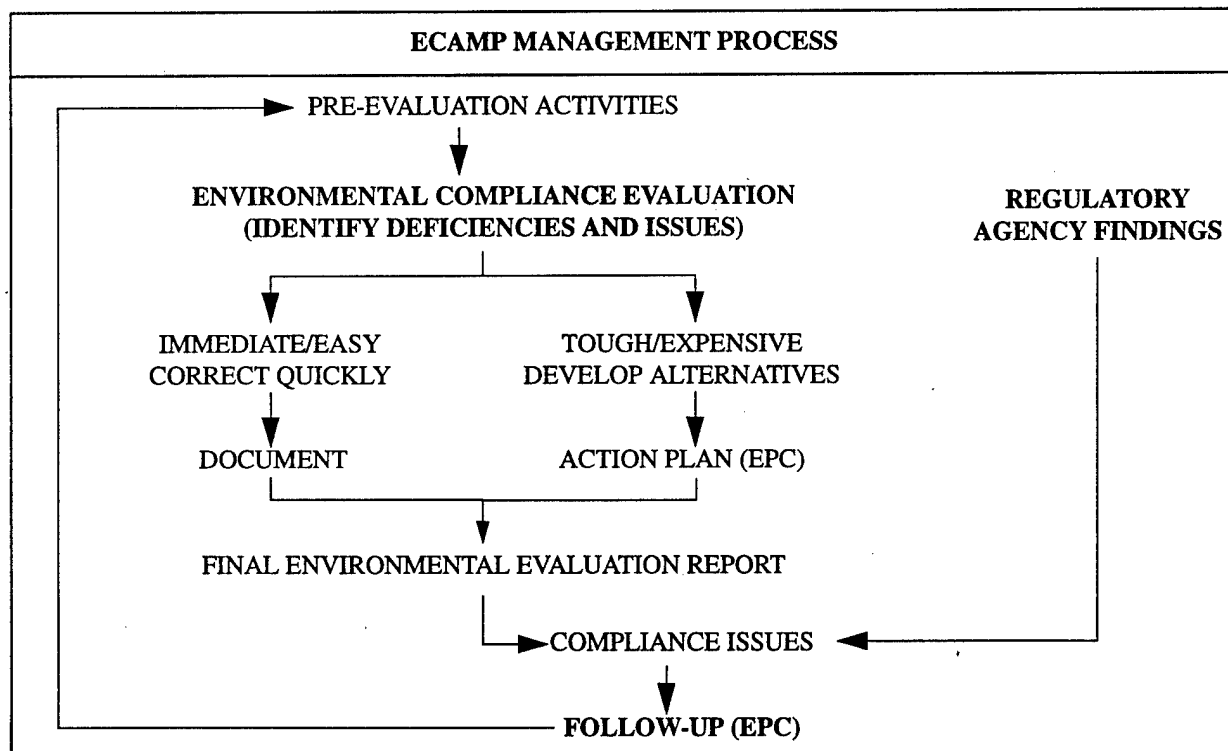 ECAMP MANAGEMENT PROCESS
PRE-EVALUATION ACTIVITIES
ENVIRONMENTAL COMPLIANCE EVALUATION
(IDENTIFY DEFICIENCIES AND ISSUES)
REGULATORY
AGENCY FINDINGS
IMMEDIATE/EASY
CORRECT QUICKLY
TOUGH/EXPENSIVE
DEVELOP ALTERNATIVES
DOCUMENT
ACTION PLAN (EPC)
FINAL ENVIRONMENTAL EVALUATION REPORT
COMPLIANCE ISSUES
FOLLOW-UP (EPC)